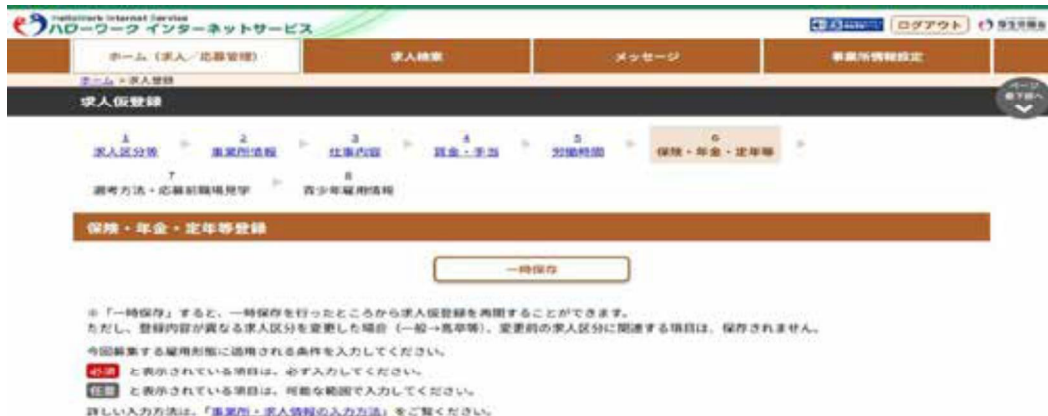 HelloWork Internet Service
ハローワーク インターネットサービス
ログアウト
ホーム（求人／応募管理）
求人検索
メッセージ
事業所情報設定
ホーム > 求人登録
ページ
最下部へ
求人仮登録
1
求人区分等
2
事業所情報
3
仕事内容
4
賃金・手当
5
労働時間
6
保険・年金・定年等
7
選考方法・応募前職場見学
8
青少年雇用情報
保険・年金・定年等登録
一時保存
※「一時保存」すると、一時保存を行ったところから求人仮登録を再開することができます。
ただし、登録内容が異なる求人区分を変更した場合（一般→高卒等）、変更前の求人区分に関連する項目は、保存されません。
今回募集する雇用形態に適用される条件を入力してください。
必須 と表示されている項目は、必ず入力してください。
任意 と表示されている項目は、可能な範囲で入力してください。
詳しい入力方法は、「事業所・求人情報の入力方法」をご覧ください。